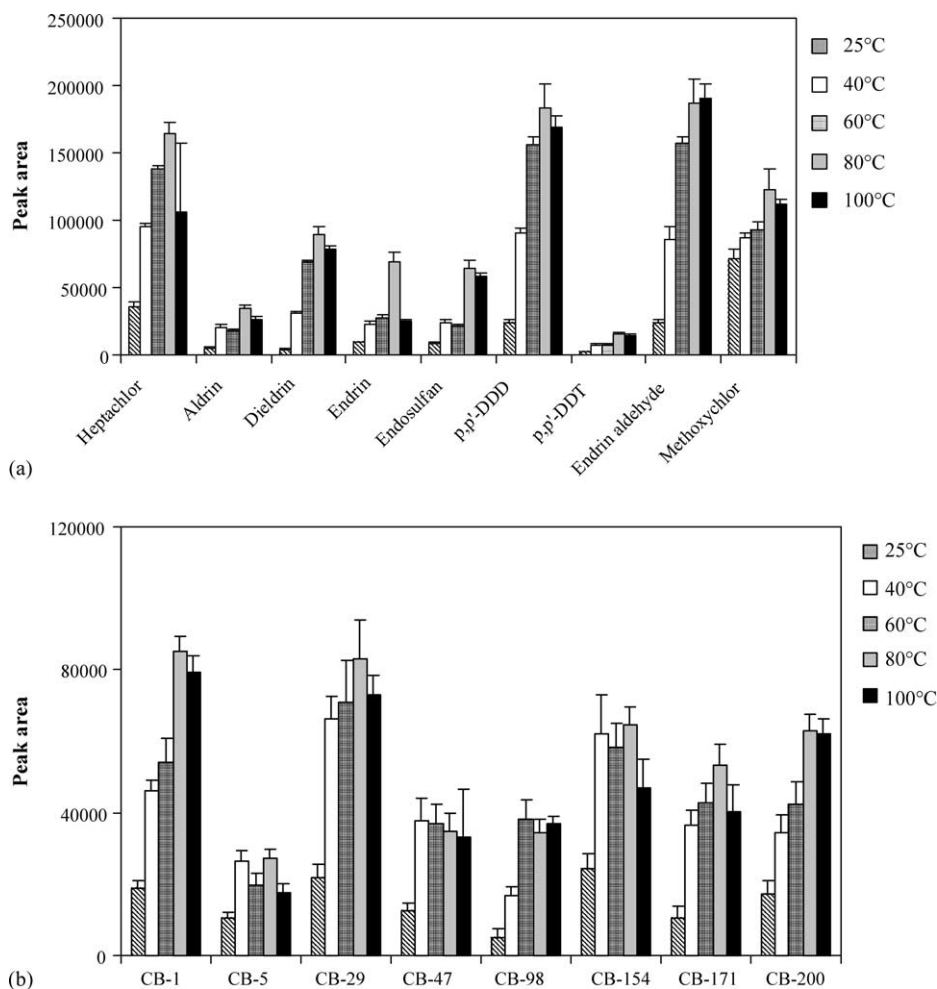 250000
200000
150000
100000
50000
0
Peak area
25°C
40°C
60°C
80°C
100°C
Heptachlor
Aldrin
Dieldrin
Endrin
Endosulfan
p,p'-DDD
p,p'-DDT
Endrin aldehyde
Methoxychlor
(a)
120000
80000
40000
0
Peak area
25°C
40°C
60°C
80°C
100°C
CB-1
CB-5
CB-29
CB-47
CB-98
CB-154
CB-171
CB-200
(b)